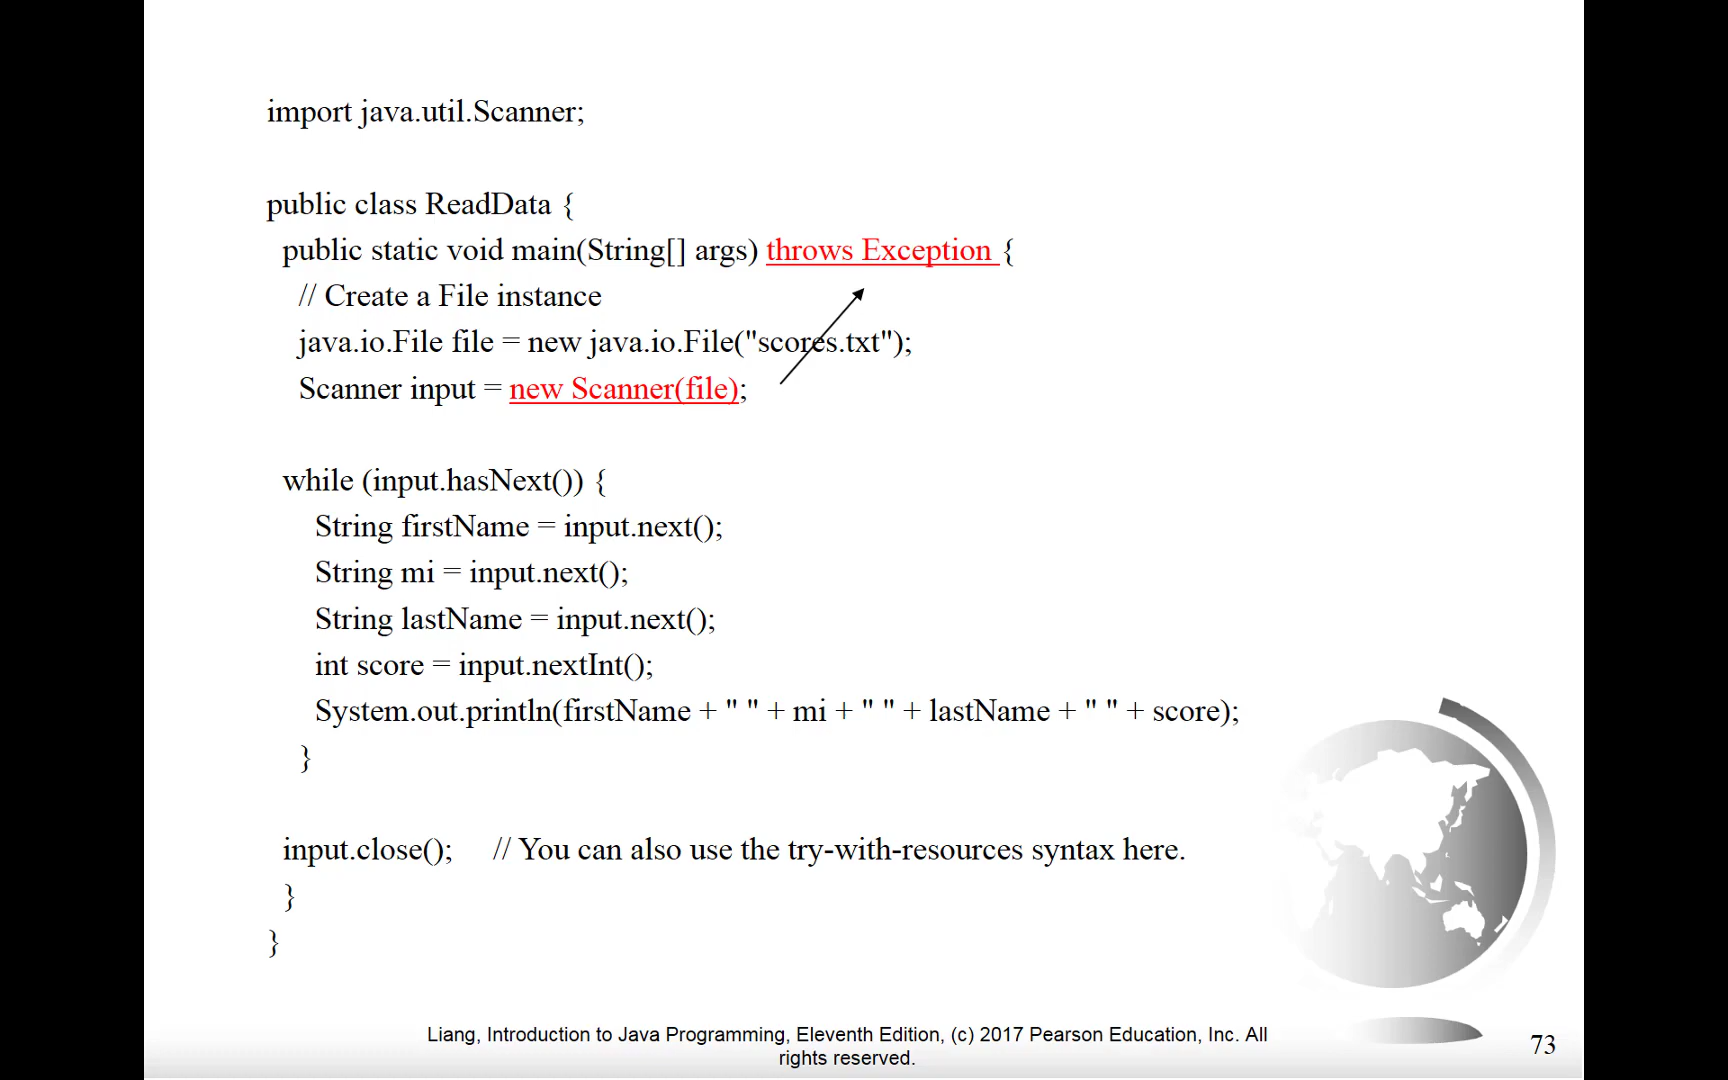 import java.util.Scanner;
public class ReadData {
public static void main(String[] args) throws Exception {
// Create a File instance
java.io.File file = new java.io.File("scores.txt");
Scanner input = new Scanner(file);
while (input.hasNext()) {
String firstName = input.next();
String mi = input.next();
String lastName = input.next();
int score = input.nextInt();
System.out.println(firstName + " " + mi + " " + lastName + " " + score);
}
input.close(); // You can also use the try-with-resources syntax here.
}
}
Liang, Introduction to Java Programming, Eleventh Edition, (c) 2017 Pearson Education, Inc. All
rights reserved.
73